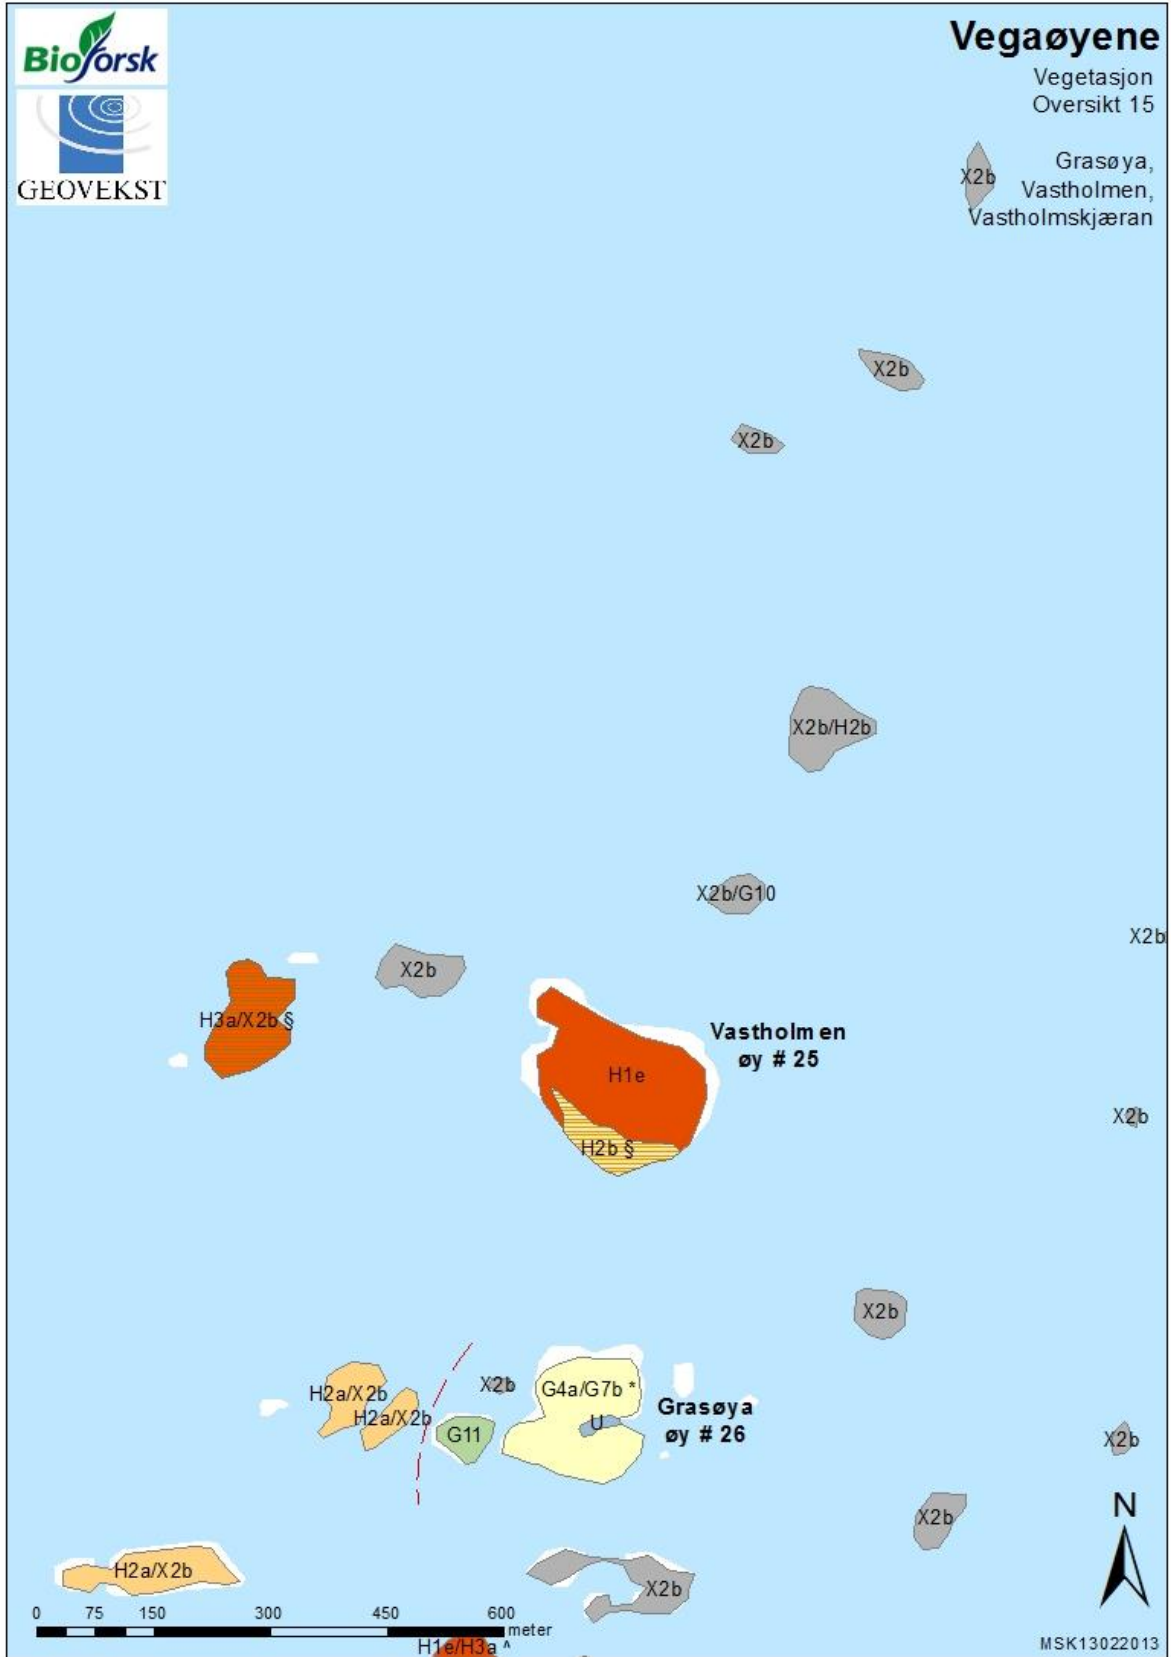 Bioforsk
GEOVEKST
Vegaøyene
Vegetasjon
Oversikt 15
Grasøya,
Vastholmen,
Vastholmskjæran
X2b
X2b
X2b
X2b/H2b
X2b/G10
X2b
X2b
H3a/X2b §
Vastholmen
øy # 25
H1e
H2b §
X2b
X2b
X2b
G4a/G7b *
H2a/X2b
H2a/X2b
Grasøya
øy # 26
U
G11
X2b
X2b
N
H2a/X2b
X2b
0 75 150 300 450 600
meter
H1e/H3a ^
MSK13022013